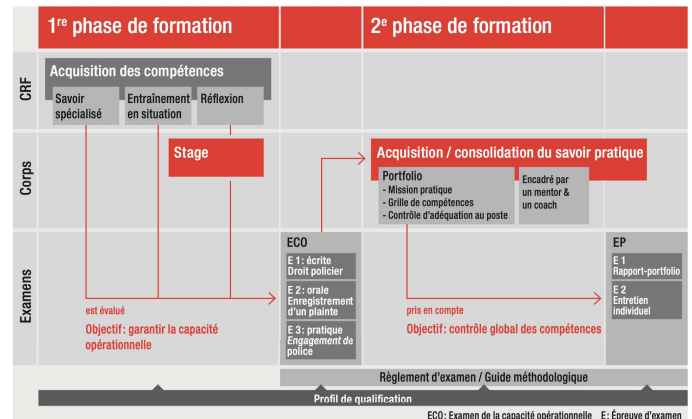 1re phase de formation
2e phase de formation
CRF
Acquisition des compétences
Savoir
spécialisé
Entraînement
en situation
Réflexion
Corps
Stage
Acquisition / consolidation du savoir pratique
Portfolio
- Mission pratique
- Grille de compétences
- Contrôle d'adéquation au poste
Encadré par
un mentor &
un coach
Examens
est évalué
Objectif : garantir la capacité
opérationnelle
ECO
E 1 : écrite
Droit policier
E 2 : orale
Enregistrement
d'un plainte
E 3 : pratique
Engagement de
police
pris en compte
Objectif : contrôle global des compétences
EP
E 1
Rapport-portfolio
E 2
Entretien
individuel
Règlement d'examen / Guide méthodologique
Profil de qualification
ECO : Examen de la capacité opérationnelle E : Épreuve d'examen